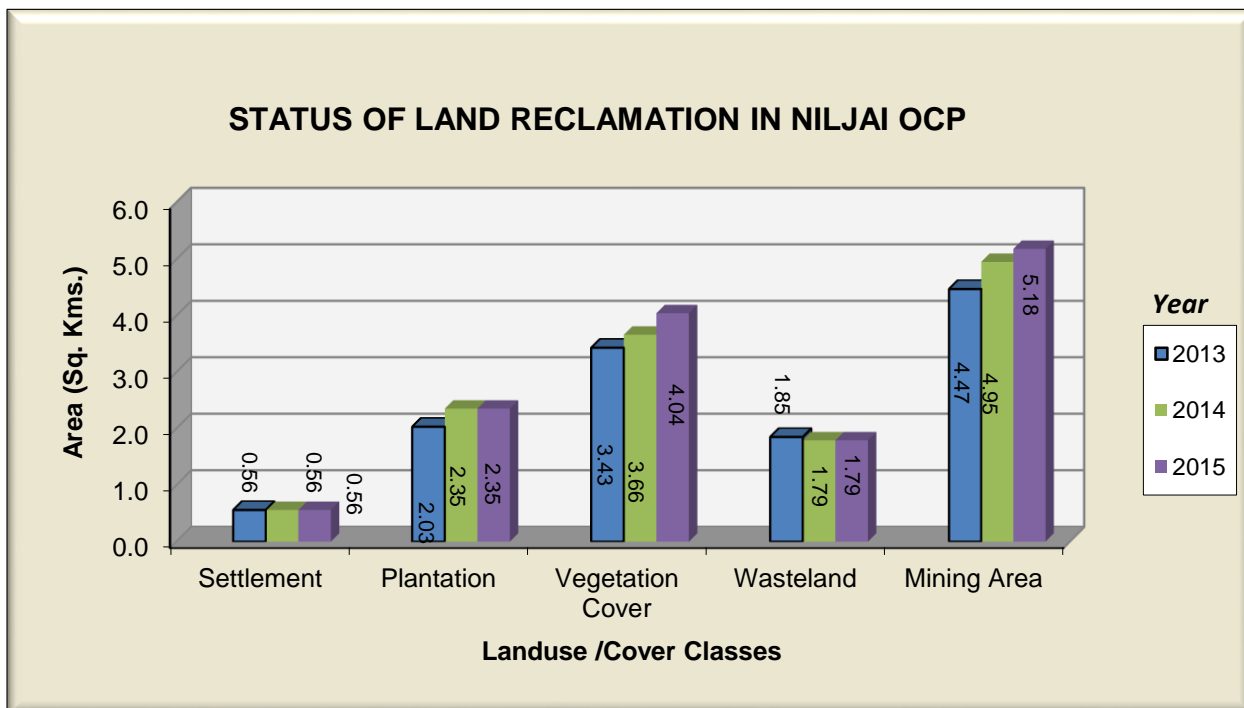 STATUS OF LAND RECLAMATION IN NILJAI OCP
Area (Sq. Kms.)
6.0
5.0
4.0
3.0
2.0
1.0
0.0
0.56
0.56
0.56
2.03
2.35
2.35
3.43
3.66
4.04
1.85
1.79
1.79
4.47
4.95
5.18
Settlement
Plantation
Vegetation
Cover
Wasteland
Mining Area
Landuse /Cover Classes
Year
2013
2014
2015